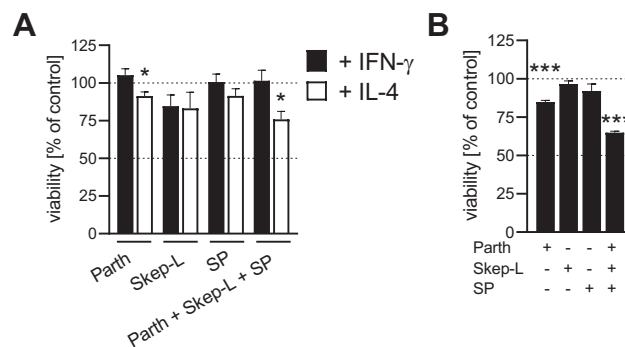 A
viability [% of control]
125
100
75
50
25
0
*
*
+ IFN-γ
+ IL-4
Parth
Skep-L
SP
Parth + Skep-L + SP
B
viability [% of control]
125
100
75
50
25
0
***
***
Parth + - - +
Skep-L - + - +
SP - - + +